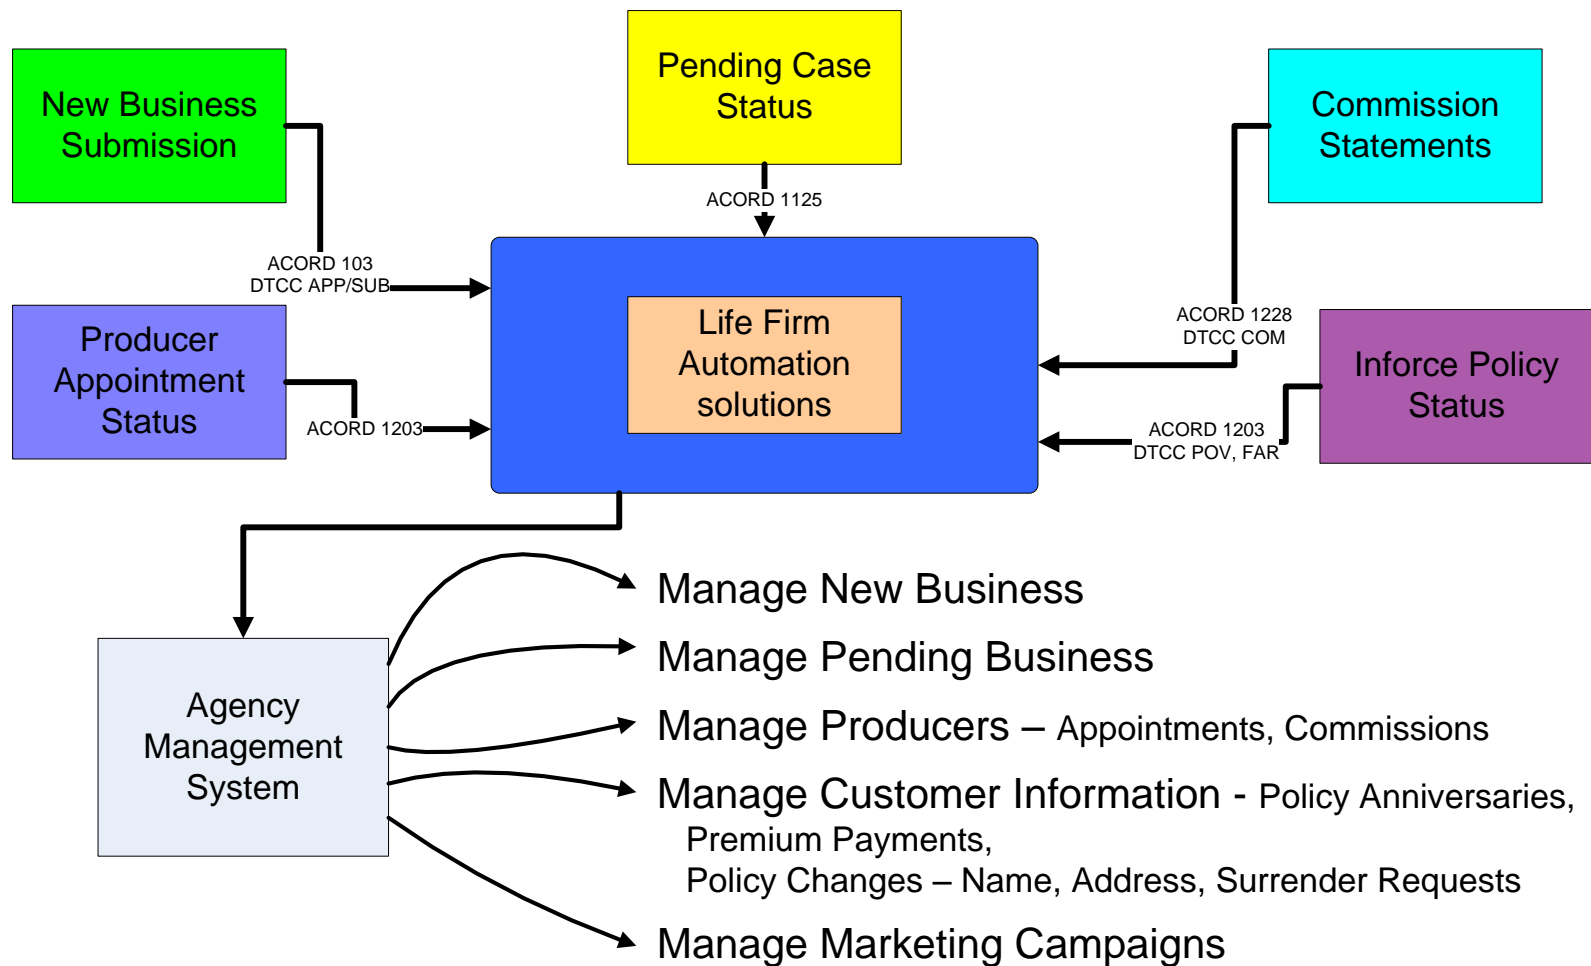 New Business
Submission
Pending Case
Status
Commission
Statements
ACORD 1125
ACORD 103
DTCC APP/SUB
Producer
Appointment
Status
ACORD 1203
Life Firm
Automation
solutions
ACORD 1228
DTCC COM
Inforce Policy
Status
ACORD 1203
DTCC POV, FAR
Agency
Management
System
Manage New Business
Manage Pending Business
Manage Producers – Appointments, Commissions
Manage Customer Information - Policy Anniversaries,
Premium Payments,
Policy Changes – Name, Address, Surrender Requests
Manage Marketing Campaigns